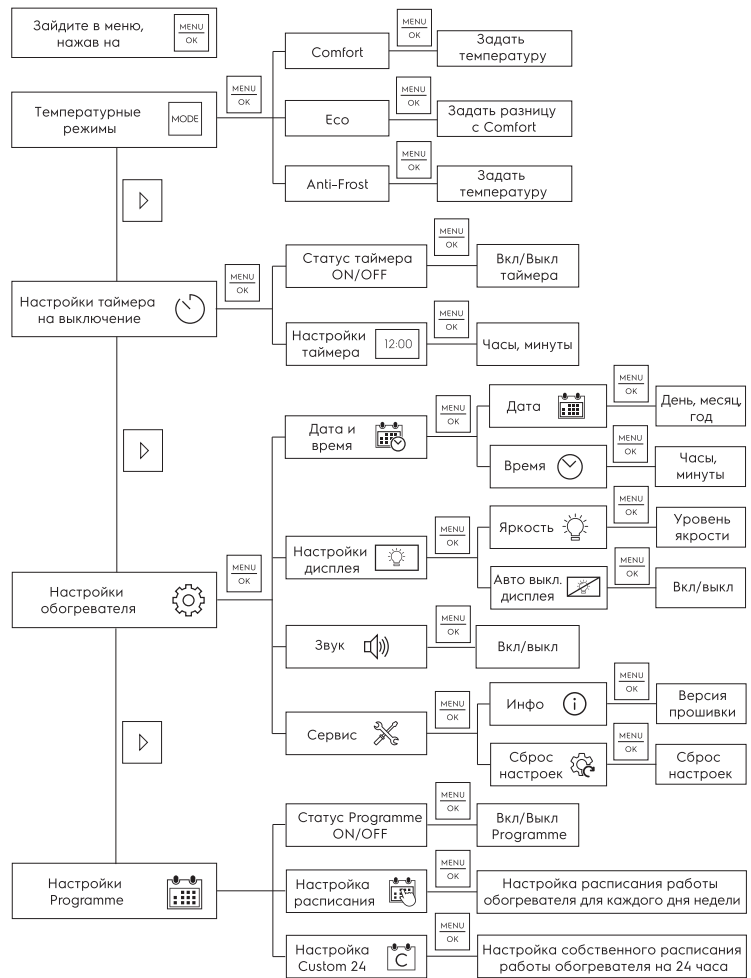 Зайдите в меню,
нажав на
MENU
OK
Температурные
режимы
MODE
MENU
OK
Comfort
MENU
OK
Задать
температуру
Eco
MENU
OK
Задать разницу
с Comfort
Anti-Frost
MENU
OK
Задать
температуру
Настройки таймера
на выключение
MENU
OK
Статус таймера
ON/OFF
MENU
OK
Вкл/Выкл
таймера
Настройки
таймера
12:00
MENU
OK
Часы, минуты
Настройки
обогревателя
MENU
OK
Дата и
время
MENU
OK
Дата
MENU
OK
День, месяц,
год
Время
MENU
OK
Часы,
минуты
Настройки
дисплея
MENU
OK
Яркость
MENU
OK
Уровень
якрости
Авто выкл.
дисплея
MENU
OK
Вкл/выкл
Звук
MENU
OK
Вкл/выкл
Сервис
MENU
OK
Инфо
i
MENU
OK
Версия
прошивки
Сброс
настроек
MENU
OK
Сброс
настроек
Настройки
Programme
Статус Programme
ON/OFF
MENU
OK
Вкл/Выкл
Programme
Настройка
расписания
MENU
OK
Настройка расписания работы
обогревателя для каждого дня недели
Настройка
Custom 24
C
MENU
OK
Настройка собственного расписания
работы обогревателя на 24 часа